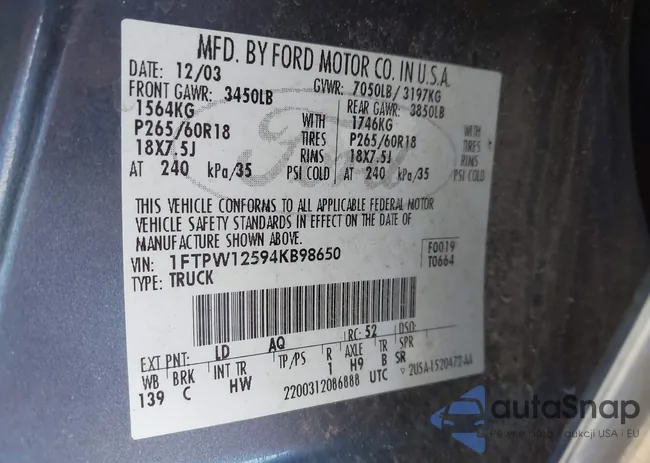 MFD. BY FORD MOTOR CO. IN U.S.A.
DATE: 12/03 GVWR: 7050LB/ 3197KG
FRONT GAWR: 3450LB REAR GAWR: 3850LB
1564KG WITH 1746KG WITH
P265/60R18 TIRES P265/60R18 TIRES
18X7.5J RIMS 18X7.5J RIMS
AT 240 kPa/35 PSI COLD AT 240 kPa/35 PSI COLD
Ford
THIS VEHICLE CONFORMS TO ALL APPLICABLE FEDERAL MOTOR
VEHICLE SAFETY STANDARDS IN EFFECT ON THE DATE OF
MANUFACTURE SHOWN ABOVE.
VIN: 1FTPW12594KB98650 F0019
TYPE: TRUCK T0664
EXT PNT: LD AQ RC: 52 DSO:
WB BRK INT TR TP/PS R AXLE TR SPR
139 C HW 1 H9 B SR
2200312086888 UTC
autoSnap
aukcji USA i EU